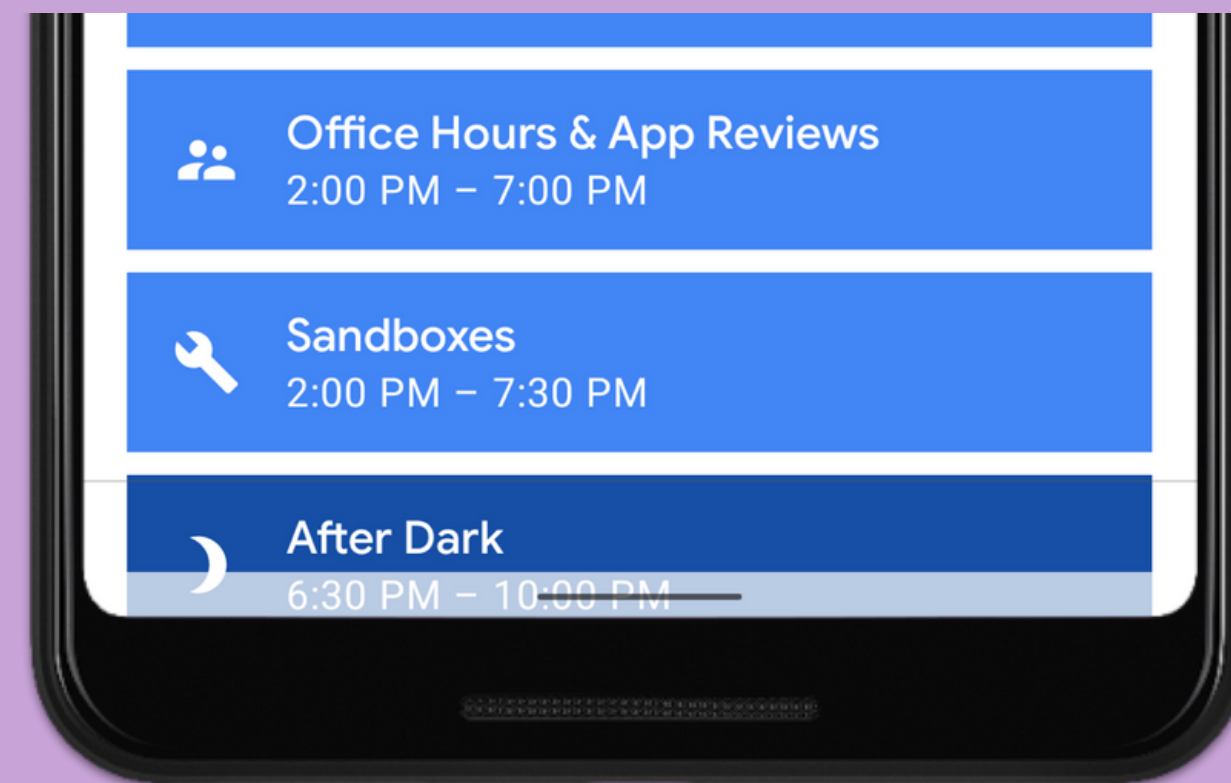 Office Hours & App Reviews
2:00 PM – 7:00 PM
Sandboxes
2:00 PM – 7:30 PM
After Dark
6:30 PM – 10:00 PM